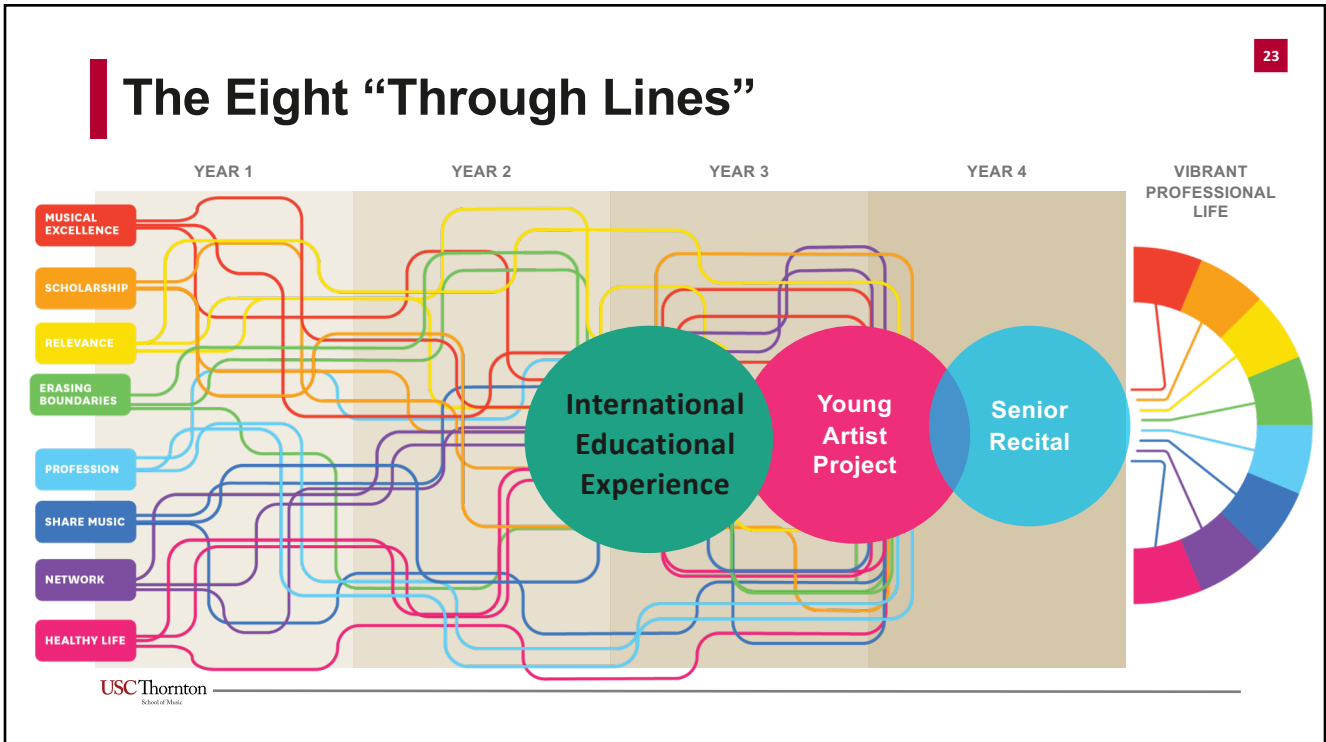 23
The Eight “Through Lines”
YEAR 1
YEAR 2
YEAR 3
YEAR 4
VIBRANT
PROFESSIONAL
LIFE
MUSICAL
EXCELLENCE
SCHOLARSHIP
RELEVANCE
ERASING
BOUNDARIES
PROFESSION
SHARE MUSIC
NETWORK
HEALTHY LIFE
International
Educational
Experience
Young
Artist
Project
Senior
Recital
USC Thornton
School of Music